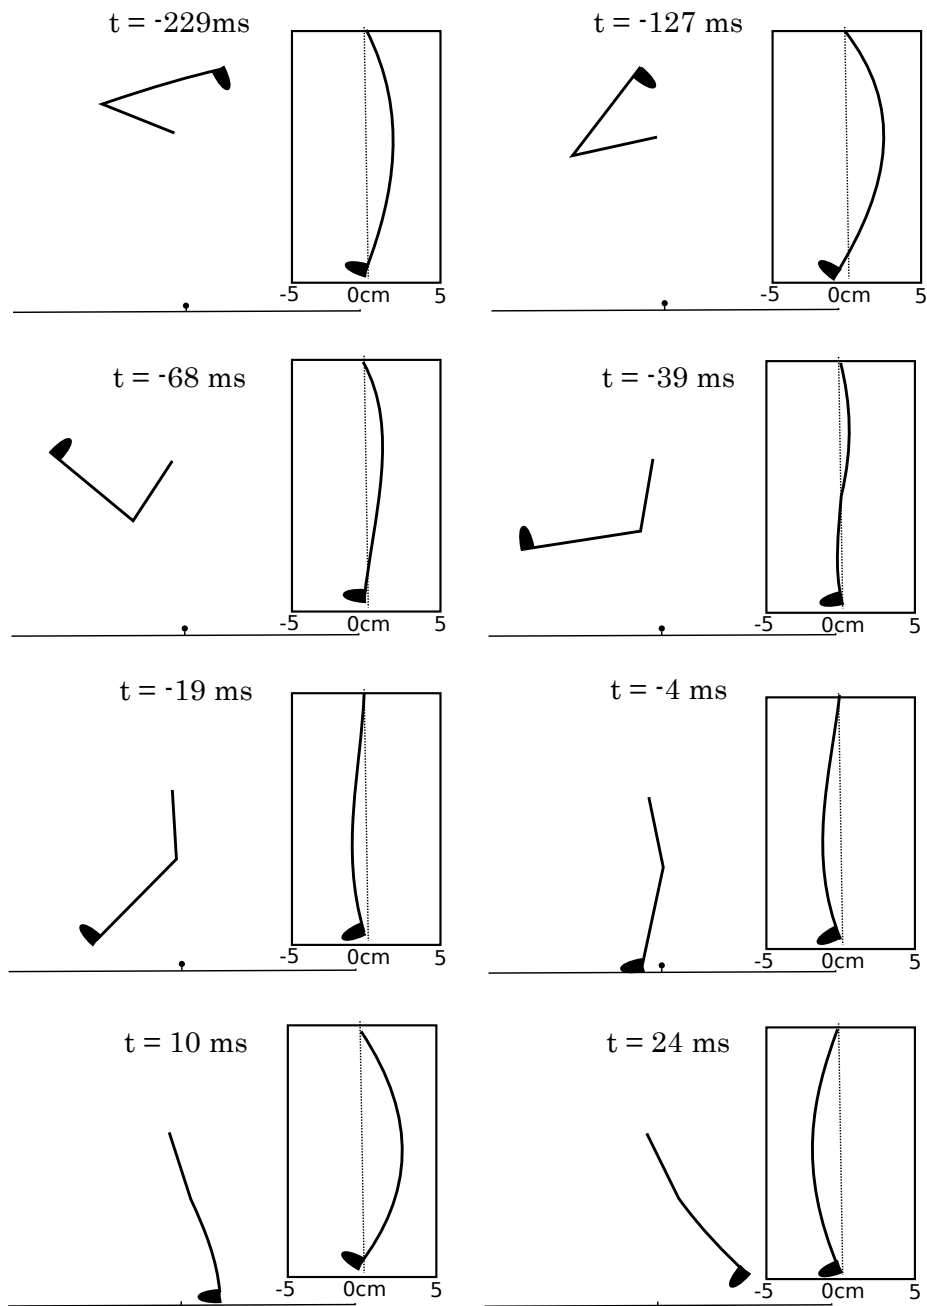 t = -229ms
-5 0cm 5
t = -127 ms
-5 0cm 5
t = -68 ms
-5 0cm 5
t = -39 ms
-5 0cm 5
t = -19 ms
-5 0cm 5
t = -4 ms
-5 0cm 5
t = 10 ms
-5 0cm 5
t = 24 ms
-5 0cm 5